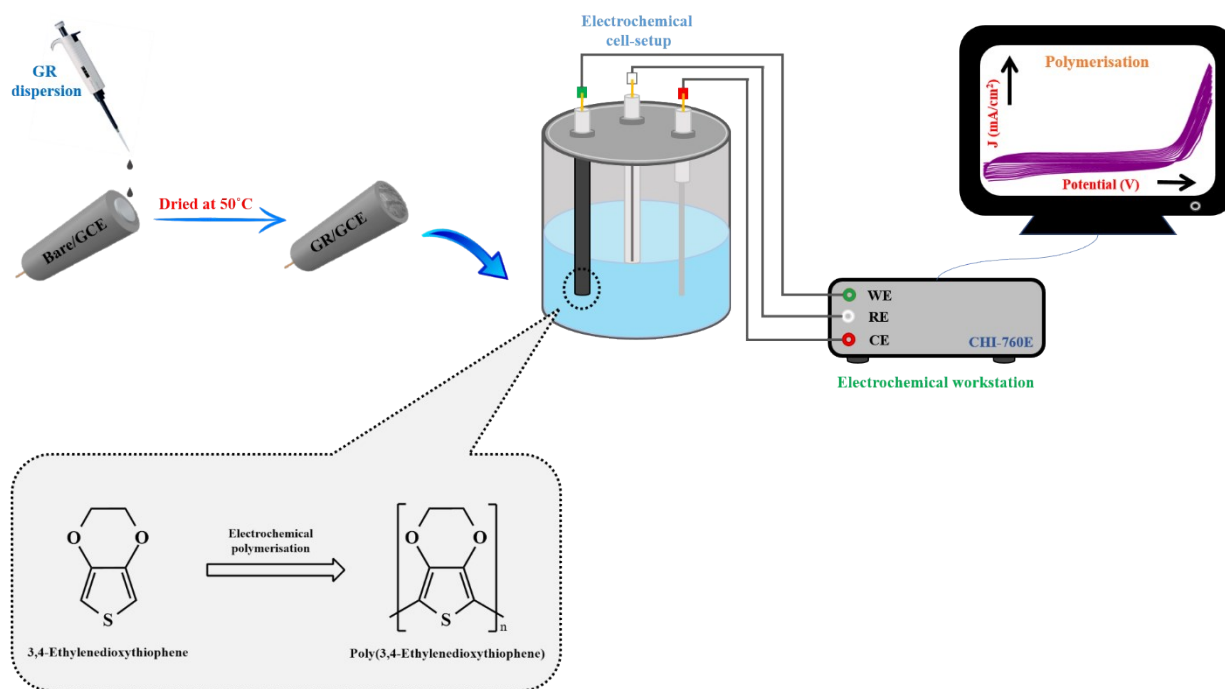 GR
dispersion
Bare/GCE
Dried at 50°C
GR/GCE
Electrochemical
cell-setup
Polymerisation
J (mA/cm²)
Potential (V)
WE
RE
CE
CHI-760E
Electrochemical workstation
O
O
S
3,4-Ethylenedioxythiophene
Electrochemical
polymerisation
O
O
S
n
Poly(3,4-Ethylenedioxythiophene)